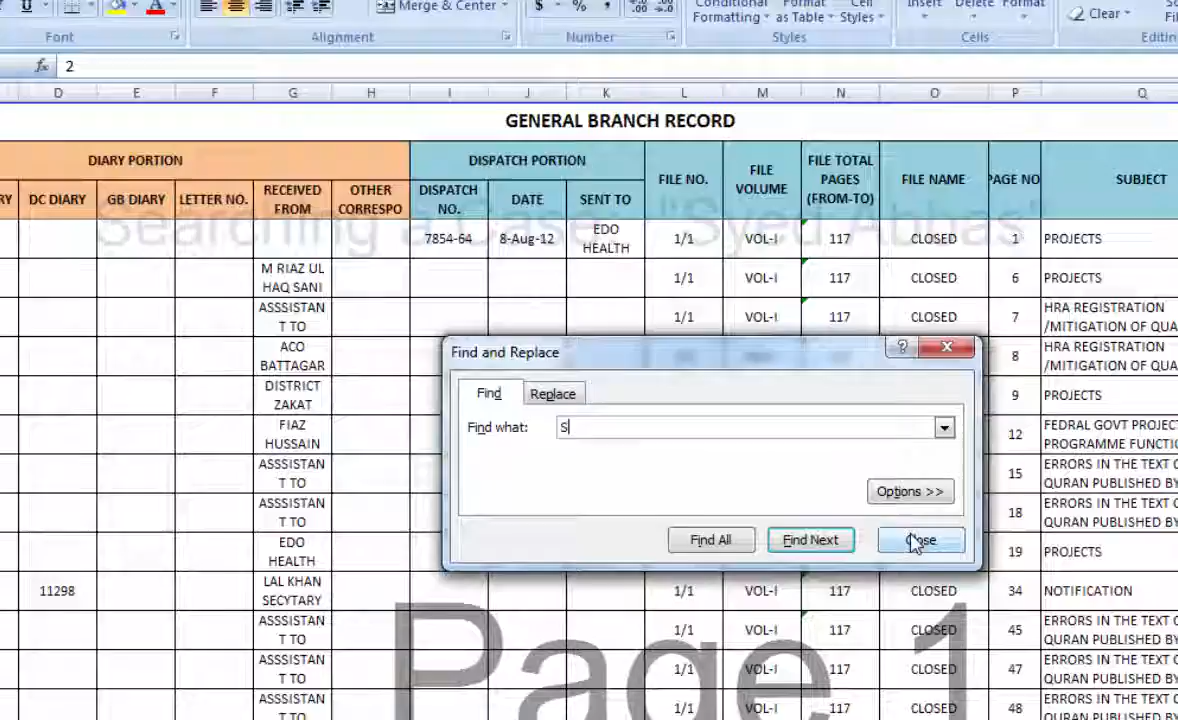 U A
Merge & Center $ % ,
Conditional Format Cell Insert Delete Format
Formatting as Table Styles Clear
Font Alignment Number Styles Cells Editin
fx 2
D E F G H I J K L M N O P Q
GENERAL BRANCH RECORD
DIARY PORTION DISPATCH PORTION FILE NO. FILE VOLUME FILE TOTAL PAGES (FROM-TO) FILE NAME PAGE NO SUBJECT
RY DC DIARY GB DIARY LETTER NO. RECEIVED FROM OTHER CORRESPO DISPATCH NO. DATE SENT TO
Searching a Case: "Syed Abbas"
7854-64 8-Aug-12 EDO HEALTH 1/1 VOL-I 117 CLOSED 1 PROJECTS
M RIAZ UL HAQ SANI 1/1 VOL-I 117 CLOSED 6 PROJECTS
ASSSISTAN T TO 1/1 VOL-I 117 CLOSED 7 HRA REGISTRATION /MITIGATION OF QUA
ACO BATTAGAR 8 HRA REGISTRATION /MITIGATION OF QUA
DISTRICT ZAKAT 9 PROJECTS
FIAZ HUSSAIN 12 FEDRAL GOVT PROJEC PROGRAMME FUNCTIO
ASSSISTAN T TO 15 ERRORS IN THE TEXT O QURAN PUBLISHED BY
ASSSISTAN T TO 18 ERRORS IN THE TEXT O QURAN PUBLISHED BY
EDO HEALTH 19 PROJECTS
11298 LAL KHAN SECYTARY 1/1 VOL-I 117 CLOSED 34 NOTIFICATION
ASSSISTAN T TO 1/1 VOL-I 117 CLOSED 45 ERRORS IN THE TEXT O QURAN PUBLISHED BY
ASSSISTAN T TO 1/1 VOL-I 117 CLOSED 47 ERRORS IN THE TEXT O QURAN PUBLISHED BY
ASSSISTAN T TO 1/1 VOL-I 117 CLOSED 48 ERRORS IN THE TEXT O QURAN PUBLISHED BY
Page 1
Find and Replace
Find Replace
Find what: S
Options >>
Find All Find Next Close